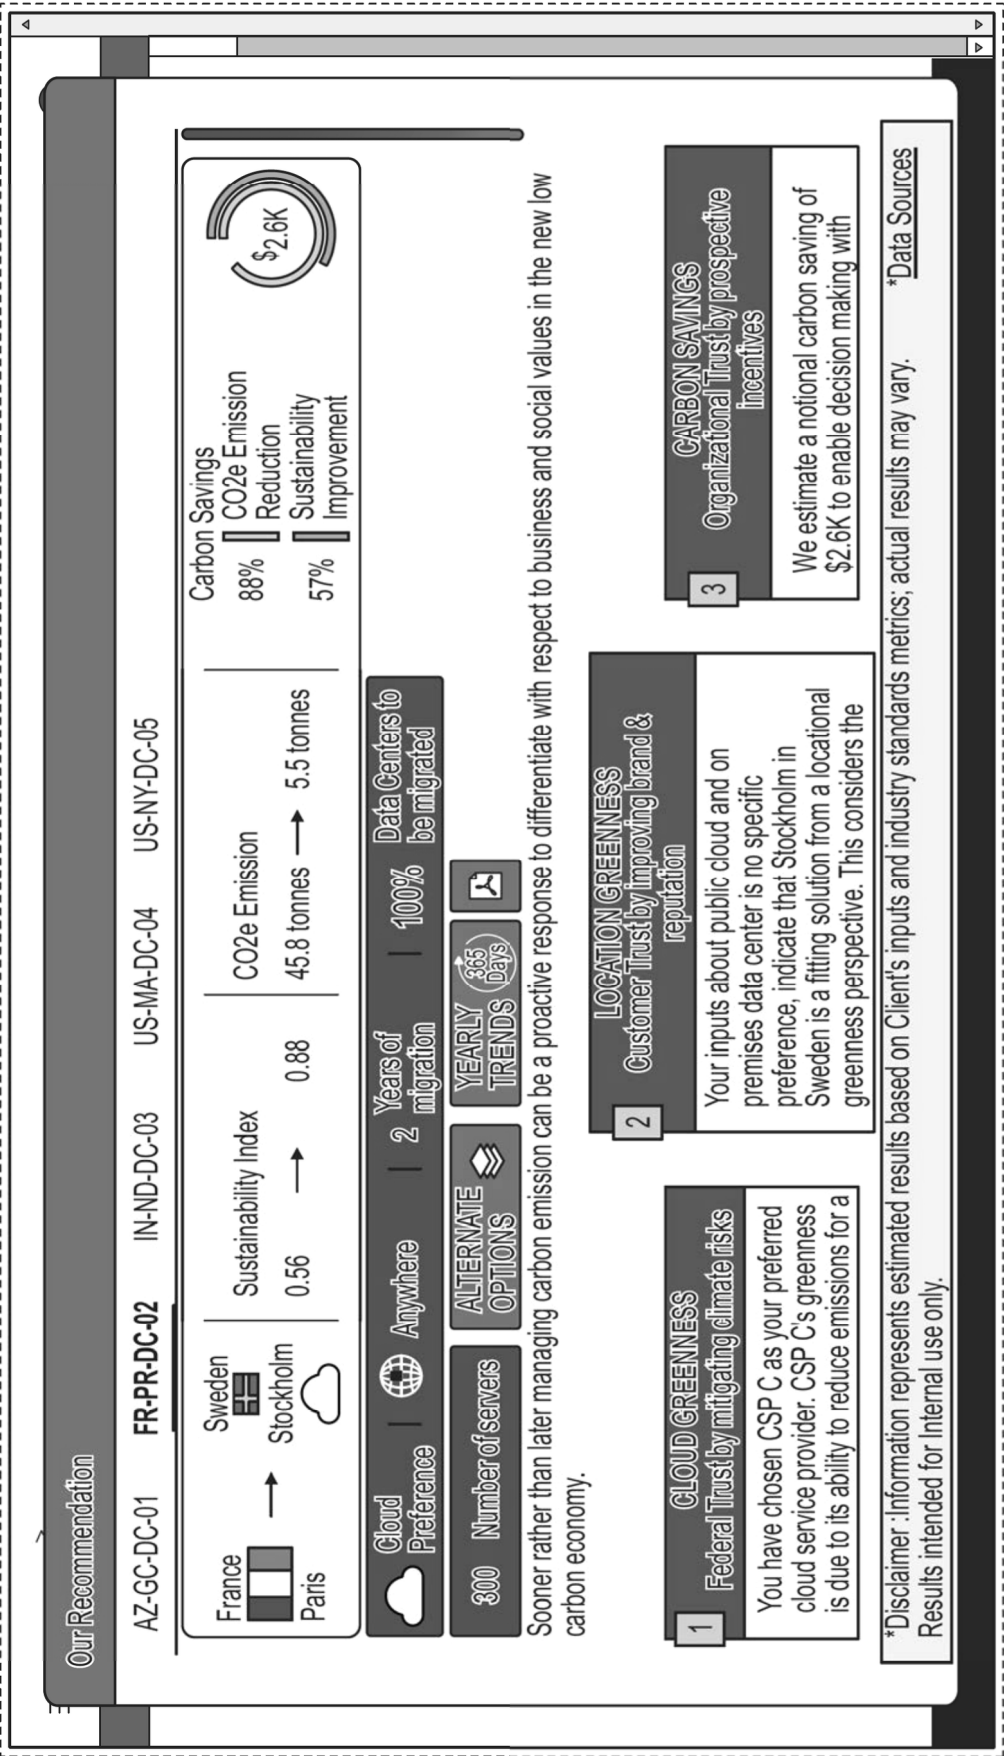 Our Recommendation
AZ-GC-DC-01
FR-PR-DC-02
IN-ND-DC-03
US-MA-DC-04
US-NY-DC-05
France
Paris
Sweden
Stockholm
Sustainability Index
0.56
0.88
CO2e Emission
45.8 tonnes
5.5 tonnes
Carbon Savings
88%
CO2e Emission
Reduction
57%
Sustainability
Improvement
$2.6K
Cloud
Preference
Anywhere
2
Years of
migration
100%
Data Centers to
be migrated
300
Number of servers
ALTERNATE
OPTIONS
YEARLY
TRENDS
365
Days
Sooner rather than later managing carbon emission can be a proactive response to differentiate with respect to business and social values in the new low
carbon economy.
1
CLOUD GREENNESS
Federal Trust by mitigating climate risks
You have chosen CSP C as your preferred
cloud service provider. CSP C's greenness
is due to its ability to reduce emissions for a
2
LOCATION GREENNESS
Customer Trust by improving brand &
reputation
Your inputs about public cloud and on
premises data center is no specific
preference, indicate that Stockholm in
Sweden is a fitting solution from a locational
greenness perspective. This considers the
3
CARBON SAVINGS
Organizational Trust by prospective
incentives
We estimate a notional carbon saving of
$2.6K to enable decision making with
*Disclaimer :Information represents estimated results based on Client's inputs and industry standards metrics; actual results may vary.
Results intended for Internal use only.
*Data Sources